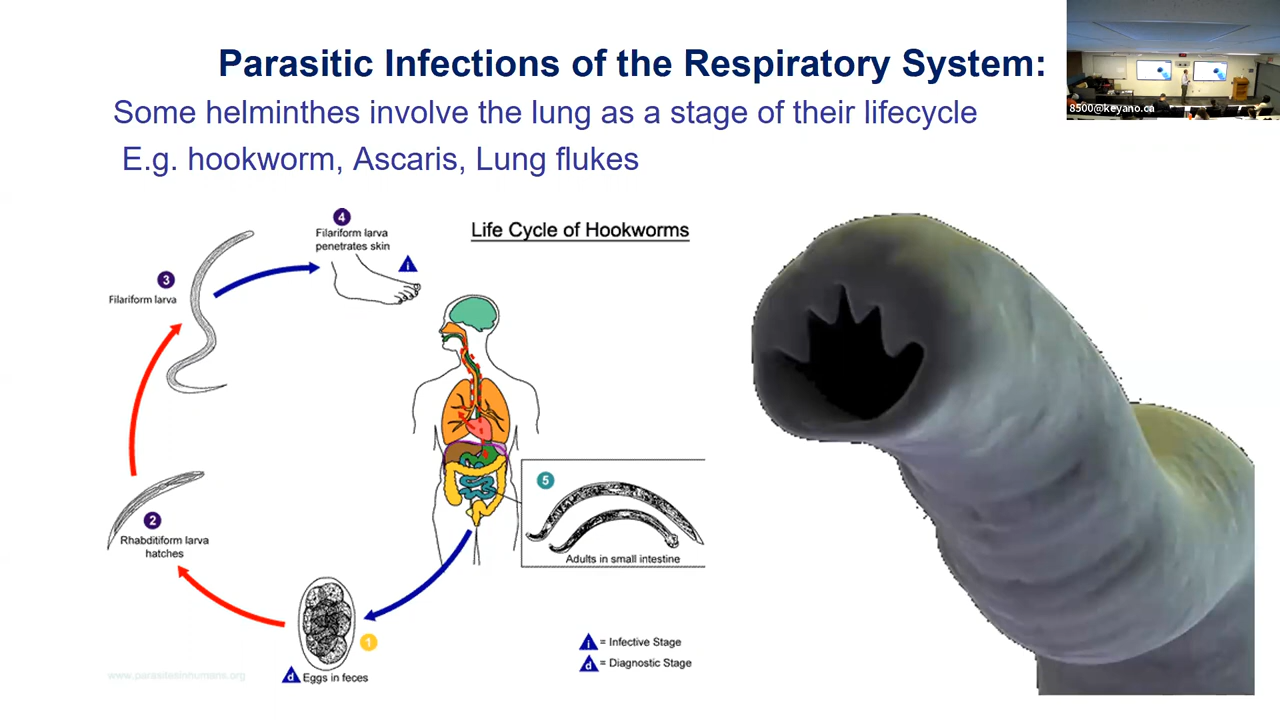 Parasitic Infections of the Respiratory System:
Some helminthes involve the lung as a stage of their lifecycle
E.g. hookworm, Ascaris, Lung flukes
8500@keyano.ca
Life Cycle of Hookworms
4
Filariform larva
penetrates skin
i
3
Filariform larva
5
Adults in small intestine
2
Rhabditiform larva
hatches
1
d Eggs in feces
i = Infective Stage
d = Diagnostic Stage
www.parasitesinhumans.org